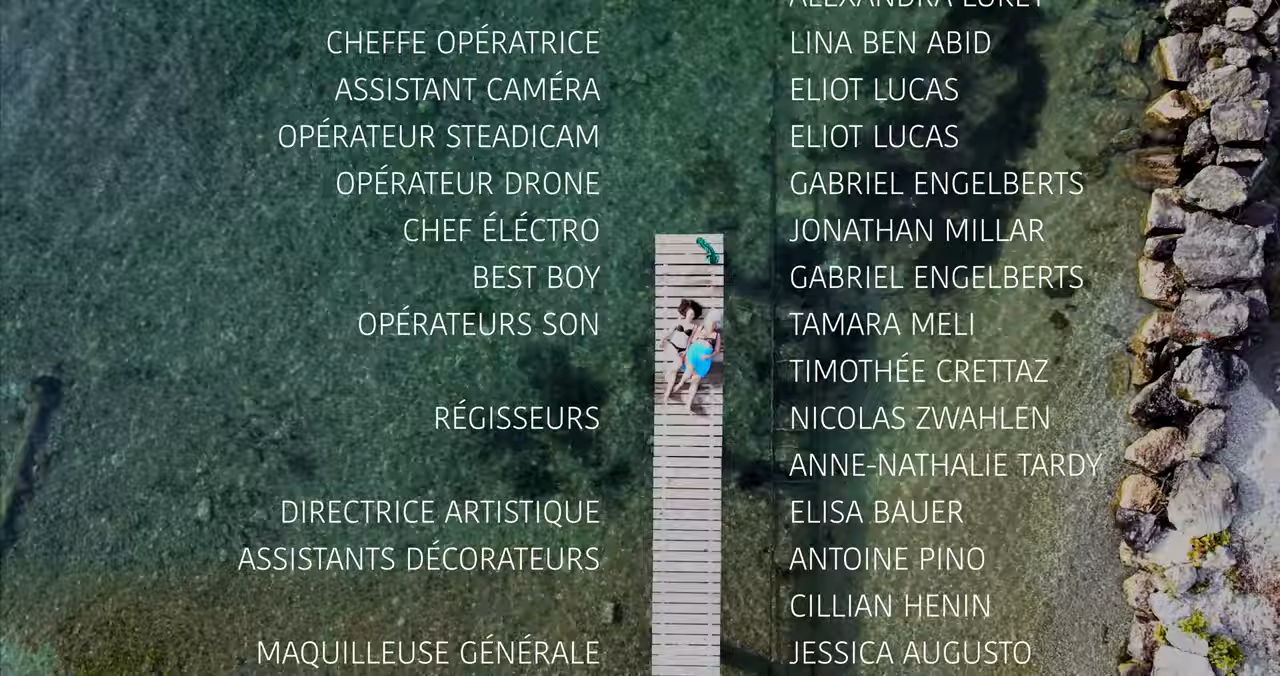 CHEFFE OPÉRATRICE LINA BEN ABID
ASSISTANT CAMÉRA ELIOT LUCAS
OPÉRATEUR STEADICAM ELIOT LUCAS
OPÉRATEUR DRONE GABRIEL ENGELBERTS
CHEF ÉLÉCTRO JONATHAN MILLAR
BEST BOY GABRIEL ENGELBERTS
OPÉRATEURS SON TAMARA MELI
TIMOTHÉE CRETTAZ
RÉGISSEURS NICOLAS ZWAHLEN
ANNE-NATHALIE TARDY
DIRECTRICE ARTISTIQUE ELISA BAUER
ASSISTANTS DÉCORATEURS ANTOINE PINO
CILLIAN HENIN
MAQUILLEUSE GÉNÉRALE JESSICA AUGUSTO